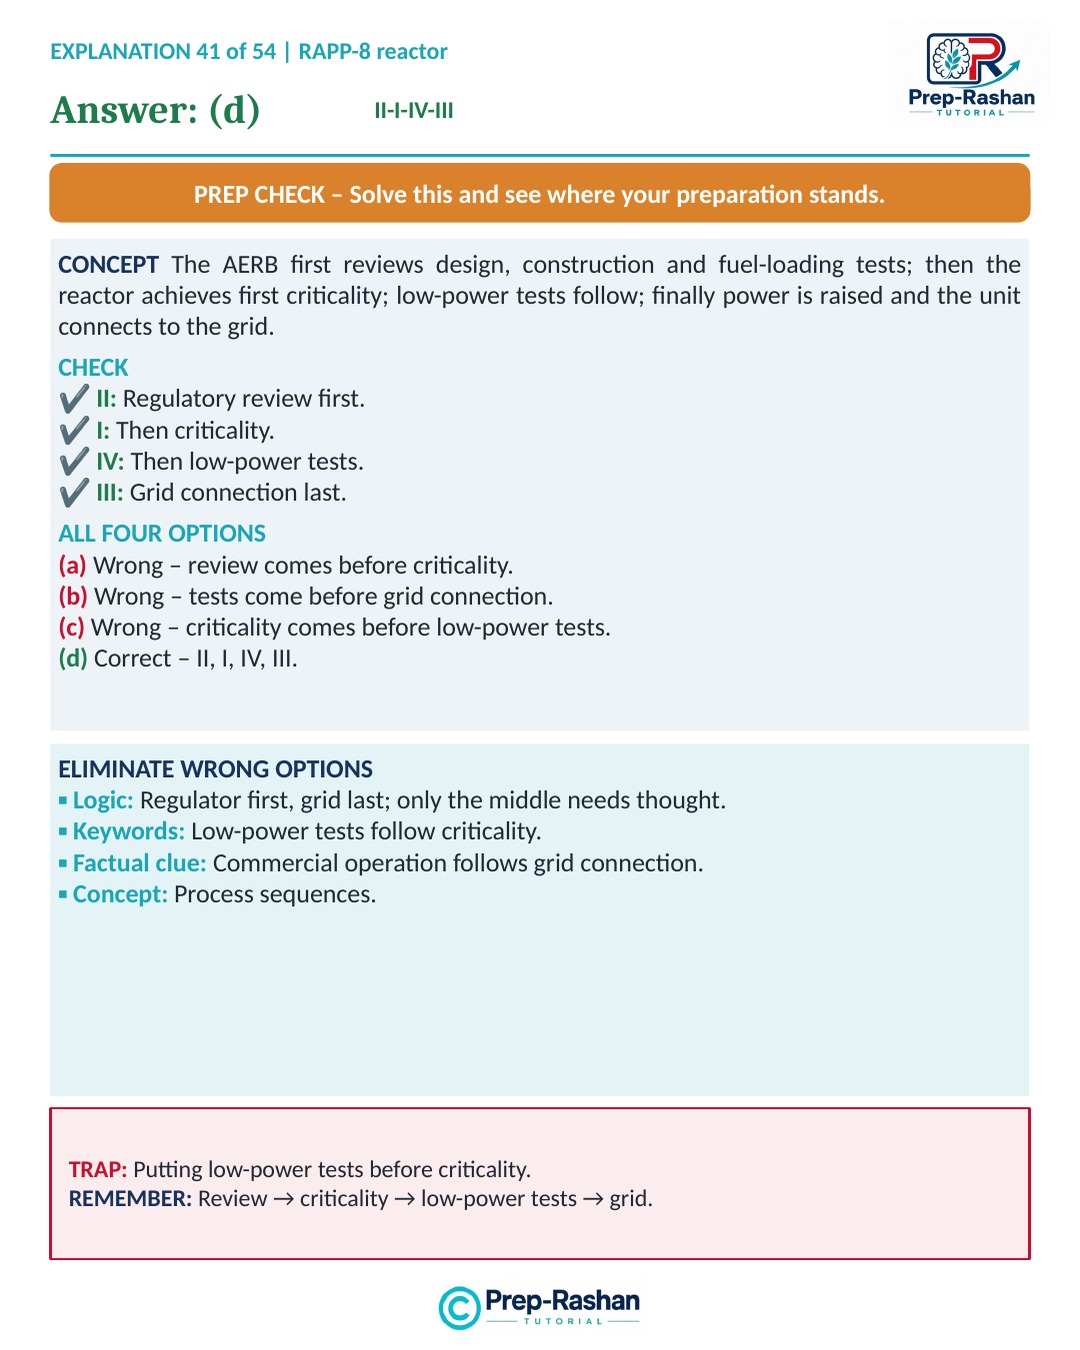 EXPLANATION 41 of 54 | RAPP-8 reactor
Prep-Rashan
TUTORIAL
Answer: (d) II-I-IV-III
PREP CHECK – Solve this and see where your preparation stands.
CONCEPT The AERB first reviews design, construction and fuel-loading tests; then the
reactor achieves first criticality; low-power tests follow; finally power is raised and the unit
connects to the grid.
CHECK
✔ II: Regulatory review first.
✔ I: Then criticality.
✔ IV: Then low-power tests.
✔ III: Grid connection last.
ALL FOUR OPTIONS
(a) Wrong – review comes before criticality.
(b) Wrong – tests come before grid connection.
(c) Wrong – criticality comes before low-power tests.
(d) Correct – II, I, IV, III.
ELIMINATE WRONG OPTIONS
▪ Logic: Regulator first, grid last; only the middle needs thought.
▪ Keywords: Low-power tests follow criticality.
▪ Factual clue: Commercial operation follows grid connection.
▪ Concept: Process sequences.
TRAP: Putting low-power tests before criticality.
REMEMBER: Review → criticality → low-power tests → grid.
© Prep-Rashan
TUTORIAL